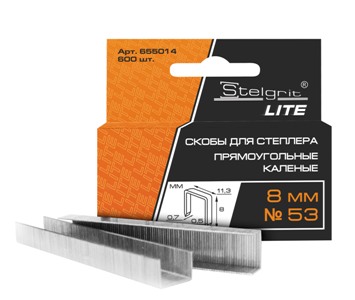 Арт. 655014
600 шт.
Stelgrit®
LITE
СКОБЫ ДЛЯ СТЕПЛЕРА
ПРЯМОУГОЛЬНЫЕ
КАЛЕНЫЕ
мм
11,3
8
0,7
0,5
8 мм
№ 53